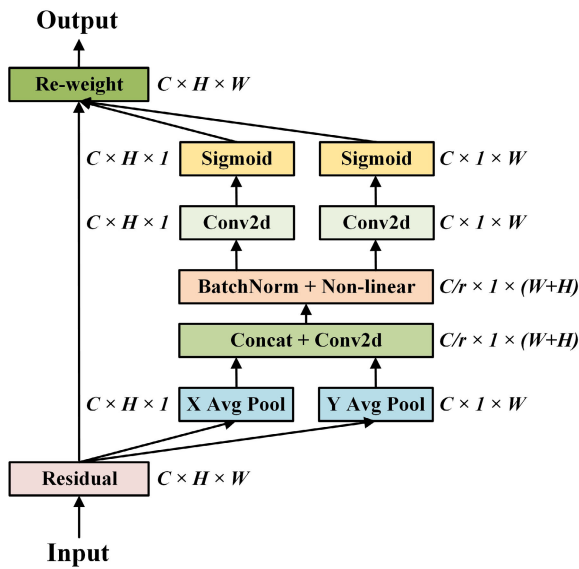 Output
Re-weight C × H × W
C × H × 1 Sigmoid Sigmoid C × 1 × W
C × H × 1 Conv2d Conv2d C × 1 × W
BatchNorm + Non-linear C/r × 1 × (W+H)
Concat + Conv2d C/r × 1 × (W+H)
C × H × 1 X Avg Pool Y Avg Pool C × 1 × W
Residual C × H × W
Input